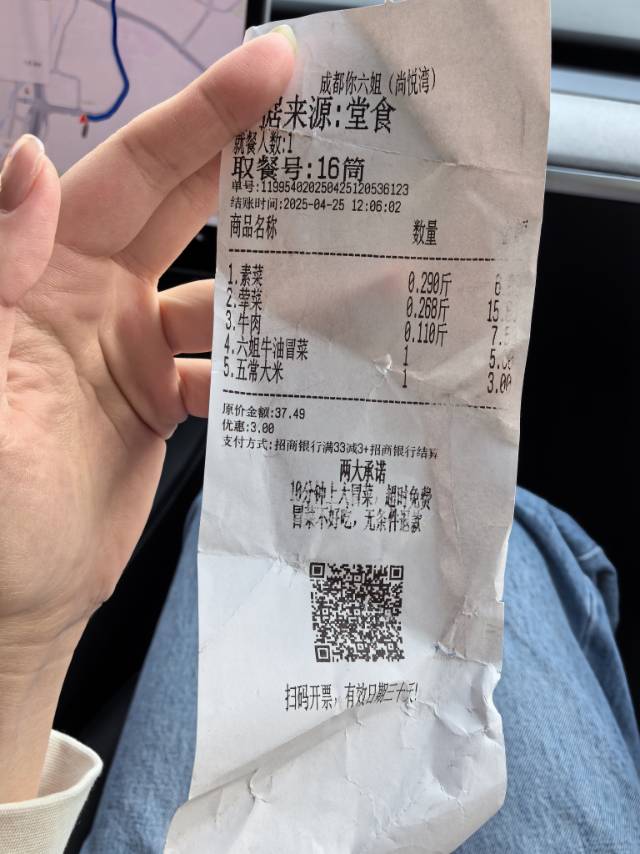 成都你六姐（尚悦湾）
据来源:堂食
就餐人数:1
取餐号:16筒
单号:11995402025042512053​6123
结账时间:2025-04-25 12:06:02
商品名称 数量
1.素菜 0.290斤
2.荤菜 0.268斤 15.
3.牛肉 0.110斤 7.
4.六姐牛油冒菜 1 5.00
5.五常大米 1 3.00
原价金额:37.49
优惠:3.00
支付方式:招商银行满33减3+招商银行结算
两大承诺
10分钟上大冒菜，超时免费
冒菜不好吃，无条件退款
扫码开票，有效日期三十天!